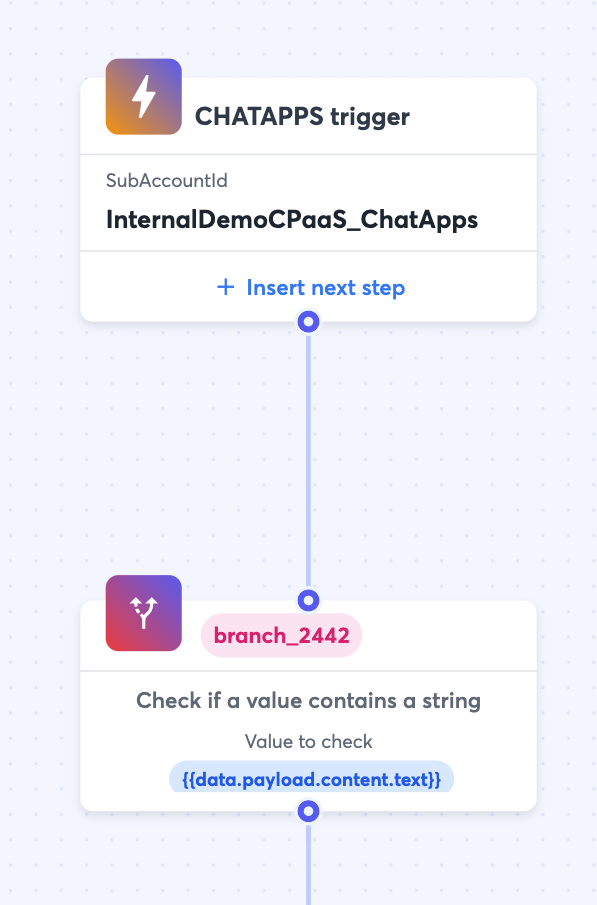 CHATAPPS trigger
SubAccountId
InternalDemoCPaaS_ChatApps
+ Insert next step
branch_2442
Check if a value contains a string
Value to check
{{data.payload.content.text}}